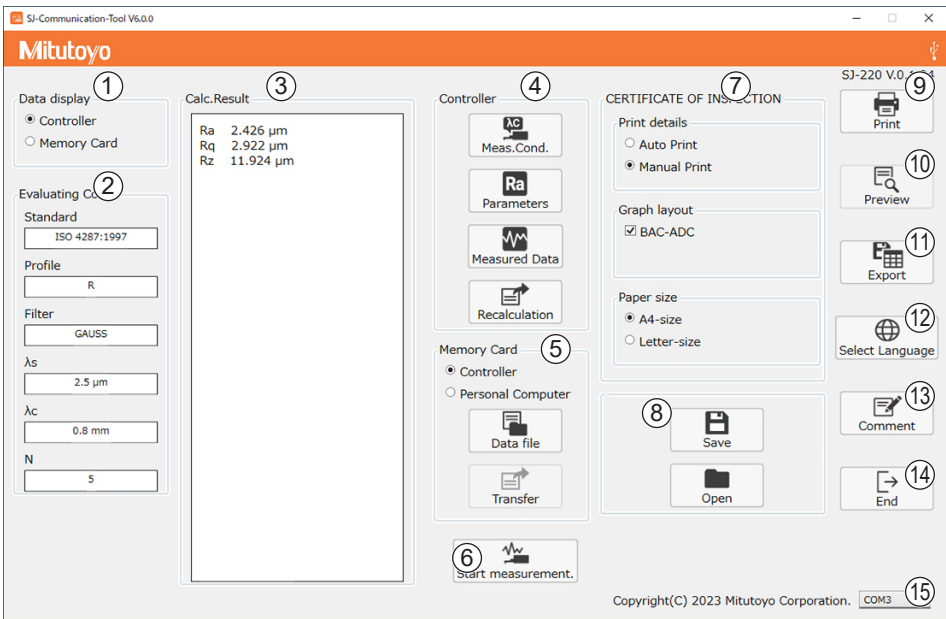 SJ-Communication-Tool V6.0.0
Mitutoyo
SJ-220 V.0.
①
Data display
Controller
Memory Card
②
Evaluating
Standard
ISO 4287:1997
Profile
R
Filter
GAUSS
λs
2.5 µm
λc
0.8 mm
N
5
③
Calc.Result
Ra 2.426 µm
Rq 2.922 µm
Rz 11.924 µm
④
Controller
λC
Meas.Cond.
Ra
Parameters
Measured Data
Recalculation
⑤
Memory Card
Controller
Personal Computer
Data file
Transfer
⑥
Start measurement.
⑦
CERTIFICATE OF INSPECTION
Print details
Auto Print
Manual Print
Graph layout
BAC-ADC
Paper size
A4-size
Letter-size
⑧
Save
Open
⑨
Print
⑩
Preview
⑪
Export
⑫
Select Language
⑬
Comment
⑭
End
Copyright(C) 2023 Mitutoyo Corporation.
COM3
⑮